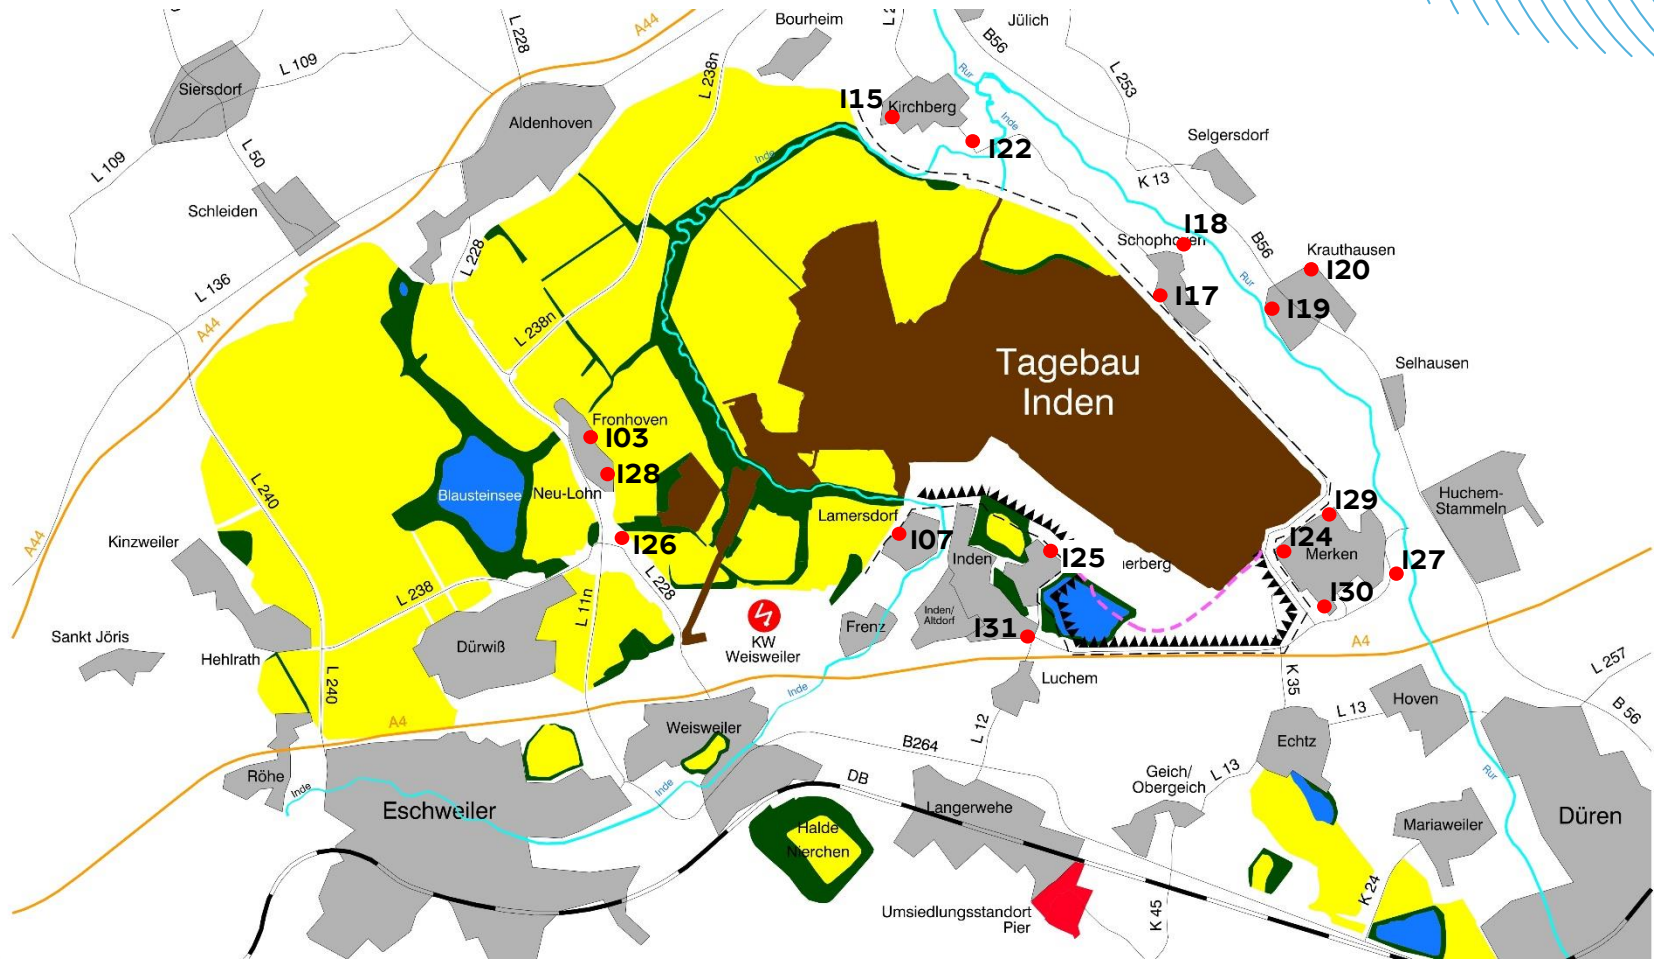 Bourheim
Jülich
A44
L 228
L 238n
B56
L 253
Siersdorf
L 109
Aldenhoven
I15
Kirchberg
Rur
Inde
I22
Selgersdorf
K 13
L 50
L 109
Schleiden
Inde
L 228
L 136
A44
L 238n
Schophoven
I18
B56
Krauthausen
I20
Rur
I17
I19
Tagebau
Inden
Selhausen
Fronhoven
I03
I28
Blausteinsee
Neu-Lohn
L 240
A44
Kinzweiler
Lamersdorf
I26
I07
Inden
I25
erberg
I29
I24
Merken
I27
I30
Huchem-
Stammeln
L 238
L 11n
L 228
KW
Weisweiler
Frenz
Inden/
Altdorf
I31
Sankt Jöris
Hehlrath
Dürwiß
L 240
A4
Luchem
A4
K 35
L 257
B 56
Hoven
L 13
Echtz
Inde
Weisweiler
L 12
B264
DB
Geich/
Obergeich
L 13
Rur
Röhe
Inde
Eschweiler
Inde
Halde
Nierchen
Langerwehe
Mariaweiler
Düren
Umsiedlungsstandort
Pier
K 45
K 24